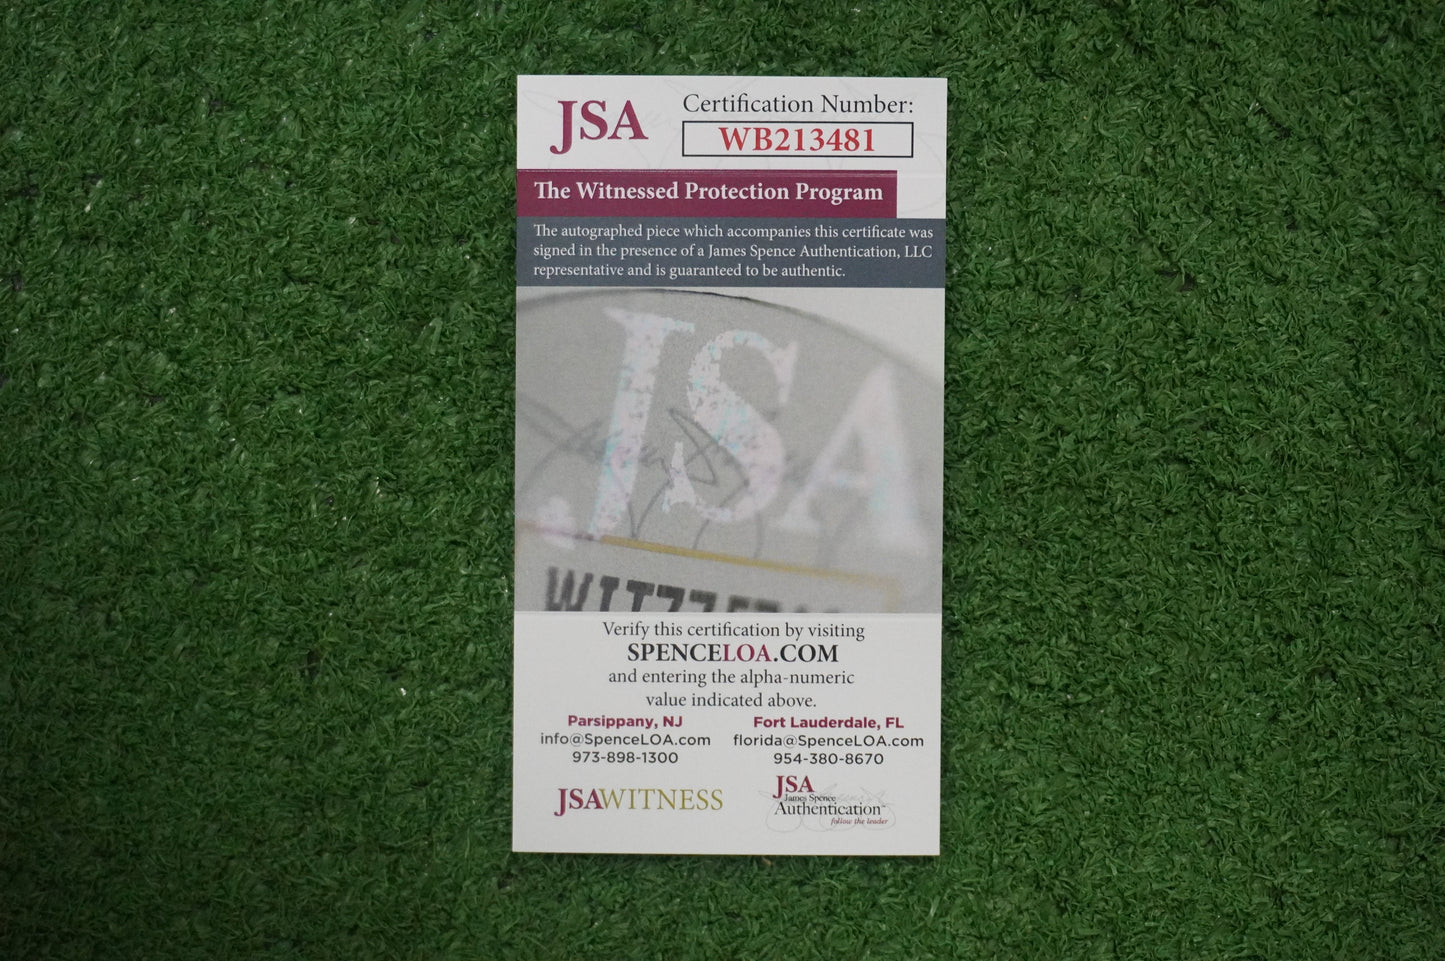 JSA
Certification Number:
WB213481
The Witnessed Protection Program
The autographed piece which accompanies this certificate was
signed in the presence of a James Spence Authentication, LLC
representative and is guaranteed to be authentic.
JSA
Verify this certification by visiting
SPENCELOA.COM
and entering the alpha-numeric
value indicated above.
Parsippany, NJ
info@SpenceLOA.com
973-898-1300
Fort Lauderdale, FL
florida@SpenceLOA.com
954-380-8670
JSAWITNESS
JSA
James Spence
Authentication™
follow the leader